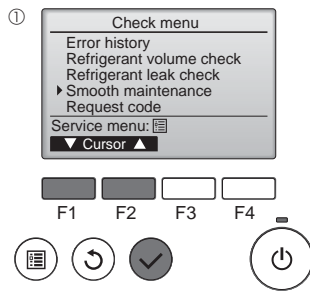 ①
Check menu
Error history
Refrigerant volume check
Refrigerant leak check
Smooth maintenance
Request code
Service menu:
▼ Cursor ▲
F1 F2 F3 F4